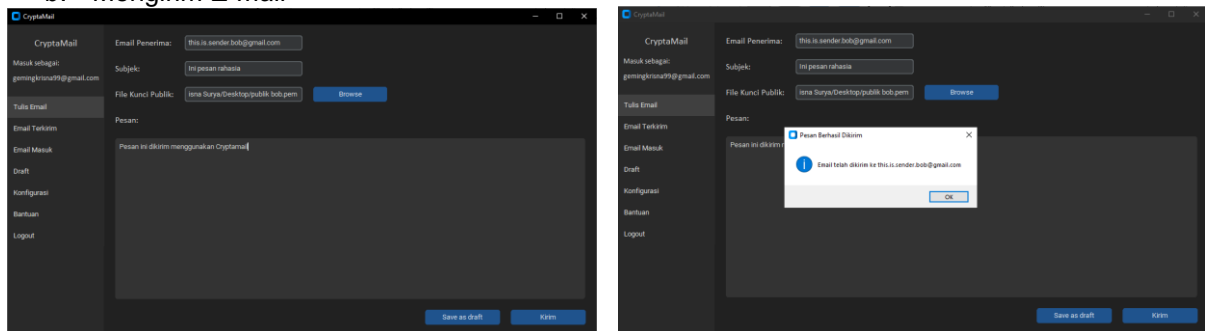 b. Mengirim E-mail
CryptaMail
CryptaMail
Masuk sebagai:
gemingkrisna99@gmail.com
Tulis Email
Email Terkirim
Email Masuk
Draft
Konfigurasi
Bantuan
Logout
Email Penerima: this.is.sender.bob@gmail.com
Subjek: Ini pesan rahasia
File Kunci Publik: isna Surya/Desktop/publik bob.pem Browse
Pesan:
Pesan ini dikirim menggunakan Cryptamail
Save as draft Kirim
CryptaMail
CryptaMail
Masuk sebagai:
gemingkrisna99@gmail.com
Tulis Email
Email Terkirim
Email Masuk
Draft
Konfigurasi
Bantuan
Logout
Email Penerima: this.is.sender.bob@gmail.com
Subjek: Ini pesan rahasia
File Kunci Publik: isna Surya/Desktop/publik bob.pem Browse
Pesan:
Pesan ini dikirim
Pesan Berhasil Dikirim
Email telah dikirim ke this.is.sender.bob@gmail.com
OK
Save as draft Kirim